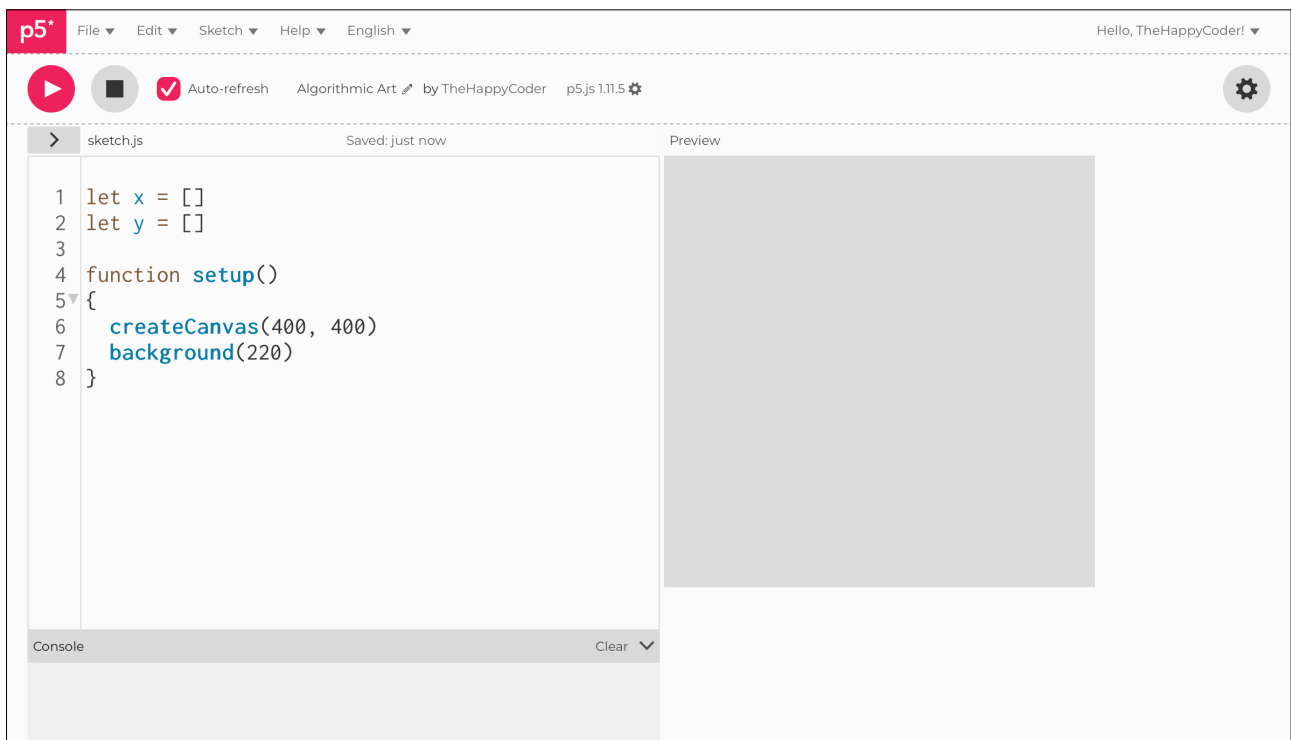 p5* File Edit Sketch Help English Hello, TheHappyCoder!
Auto-refresh Algorithmic Art by TheHappyCoder p5.js 1.11.5
sketch.js Saved: just now Preview
1 let x = []
2 let y = []
3
4 function setup()
5 {
6 createCanvas(400, 400)
7 background(220)
8 }
Console Clear